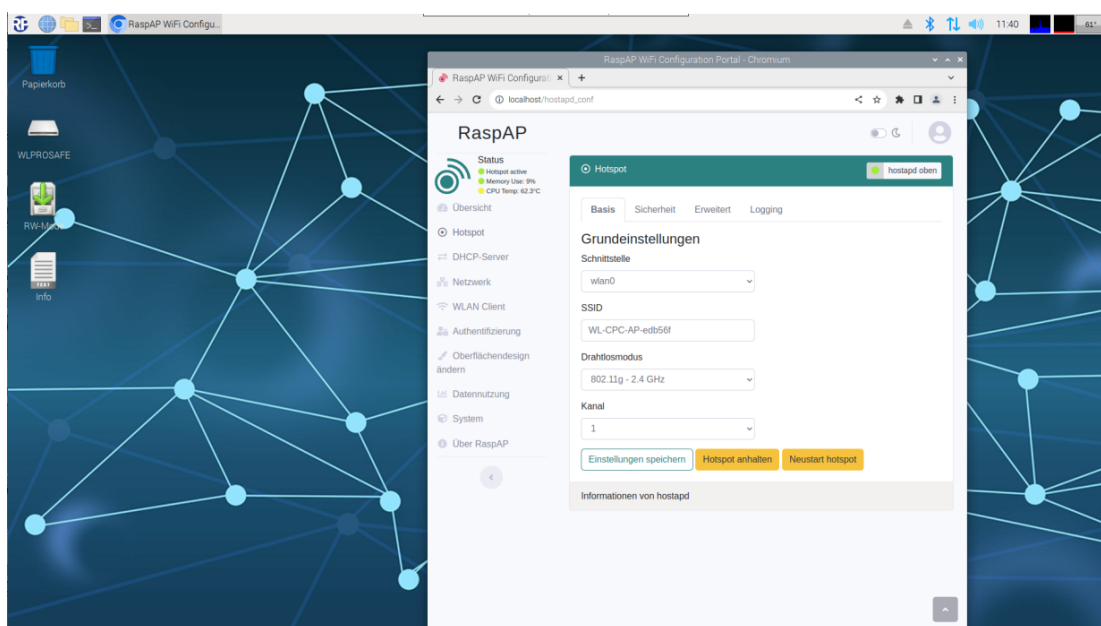 RaspAP WiFi Configu...
11:40
61°
Papierkorb
WLPROSAFE
Info
RaspAP WiFi Configuration Portal - Chromium
RaspAP WiFi Configurati
localhost/hostapd_conf
RaspAP
Status
Hotspot active
Memory Use: 9%
CPU Temp: 62.3°C
Übersicht
Hotspot
DHCP-Server
Netzwerk
WLAN Client
Authentifizierung
Oberflächendesign
ändern
Datennutzung
System
Über RaspAP
Hotspot
hostapd oben
Basis Sicherheit Erweitert Logging
Grundeinstellungen
Schnittstelle
wlan0
SSID
WL-CPC-AP-edb56f
Drahtlosmodus
802.11g - 2.4 GHz
Kanal
1
Einstellungen speichern Hotspot anhalten Neustart hotspot
Informationen von hostapd